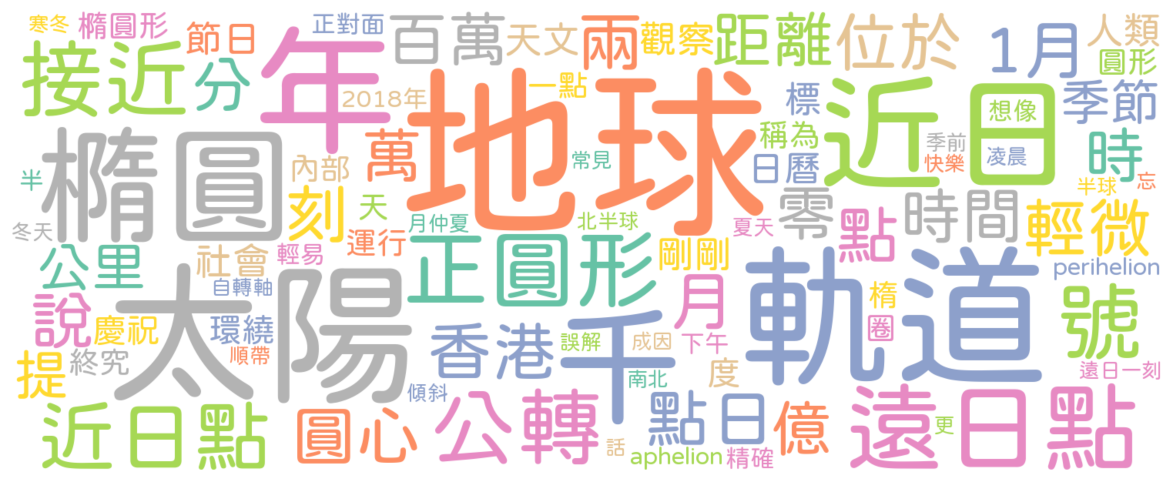 寒冬 橢圓形 節日 正對面 百萬 天文 兩 觀察 距離 位於 1月 人類
接近 分 年 2018年 一點 標 圓形
地球 近日 想像 季節
橢圓 萬 常見 稱為 季前 時
半 內部 刻 天 日曆 快樂 凌晨 半球 忘
冬天 月仲夏 北半球 夏天 零 點 時間 輕微
公里 社會 輕易 運行 正圓形 剛剛 perihelion
太陽 自轉軸 月 軌道 橢 號
說 慶祝 環繞 香港 千 誤解 成因 下午 圈
提 終究 順帶 傾斜 南北 度 遠日一刻
近日點 圓心 公轉 點日 億 遠日點
話 aphelion 精確 更